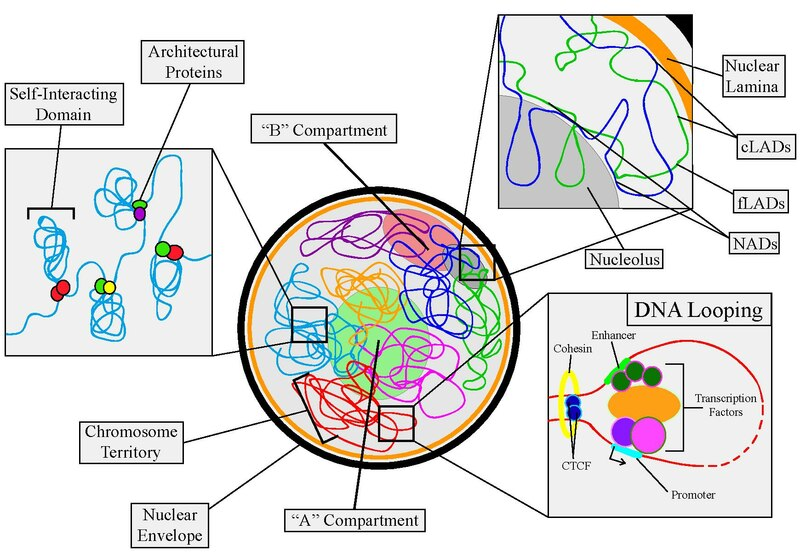 Architectural
Proteins
Self-Interacting
Domain
“B” Compartment
Nuclear
Lamina
cLADs
fLADs
NADs
Nucleolus
DNA Looping
Enhancer
Cohesin
Transcription
Factors
CTCF
Promoter
Chromosome
Territory
Nuclear
Envelope
“A” Compartment